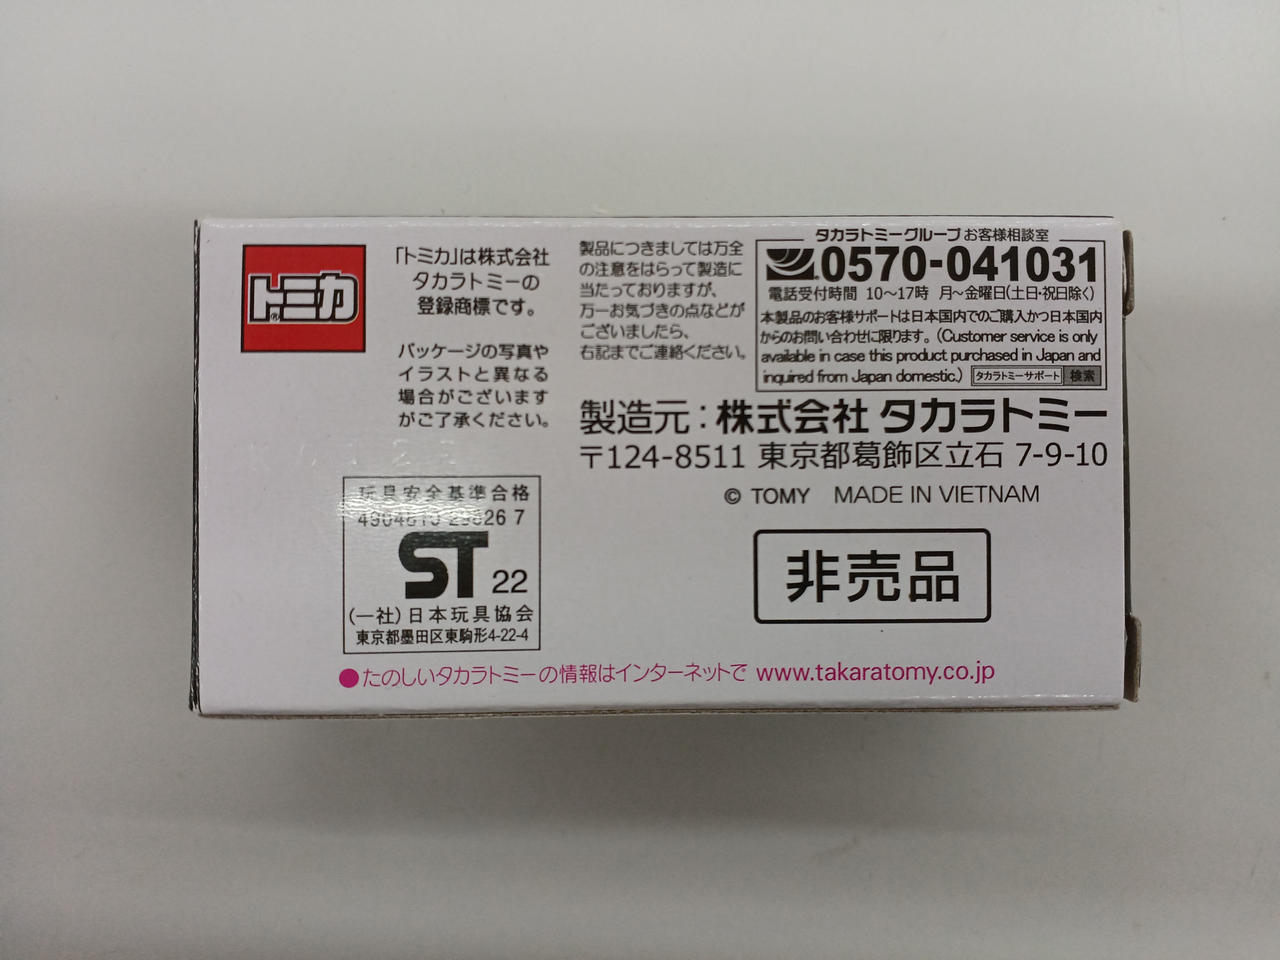 トミカ
®
「トミカ」は株式会社
タカラトミーの
登録商標です。
パッケージの写真や
イラストと異なる
場合がございます
がご了承ください。
製品につきましては万全
の注意をはらって製造に
当たっておりますが、
万一お気づきの点などが
ございましたら、
右記までご連絡ください。
タカラトミーグループ お客様相談室
0570-041031
電話受付時間 10〜17時 月〜金曜日(土日・祝日除く)
本製品のお客様サポートは日本国内でのご購入かつ日本国内
からのお問い合わせに限ります。(Customer service is only
available in case this product purchased in Japan and
inquired from Japan domestic.) タカラトミーサポート 検索
製造元：株式会社 タカラトミー
〒124-8511 東京都葛飾区立石 7-9-10
© TOMY MADE IN VIETNAM
非売品
玩具安全基準合格
26 7
ST 22
(一社)日本玩具協会
東京都墨田区東駒形4-22-4
●たのしいタカラトミーの情報はインターネットで www.takaratomy.co.jp